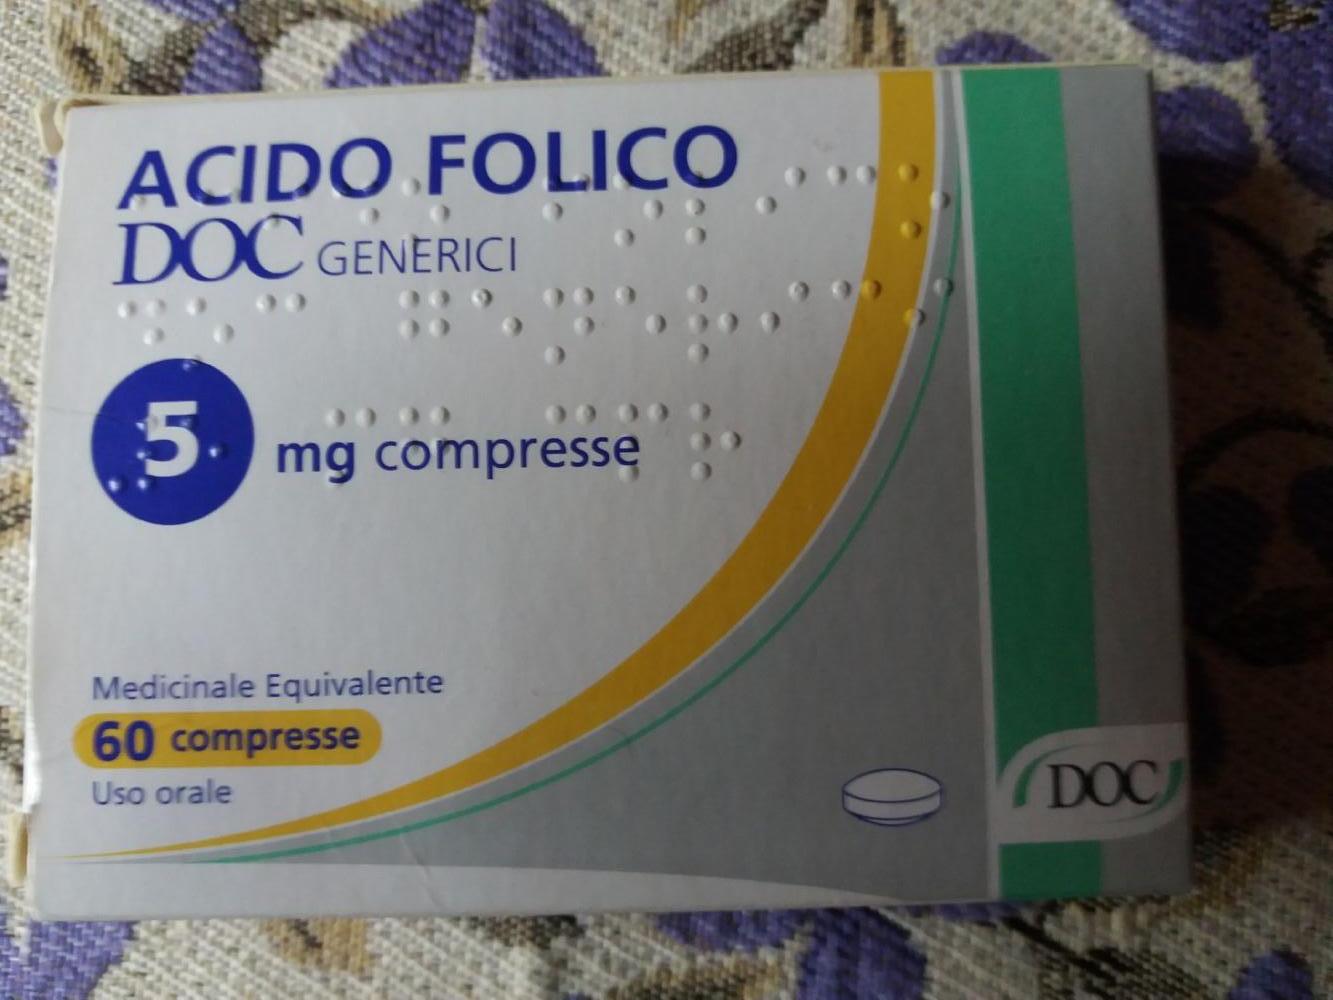 ACIDO FOLICO
DOC GENERICI
5 mg compresse
Medicinale Equivalente
60 compresse
Uso orale
DOC